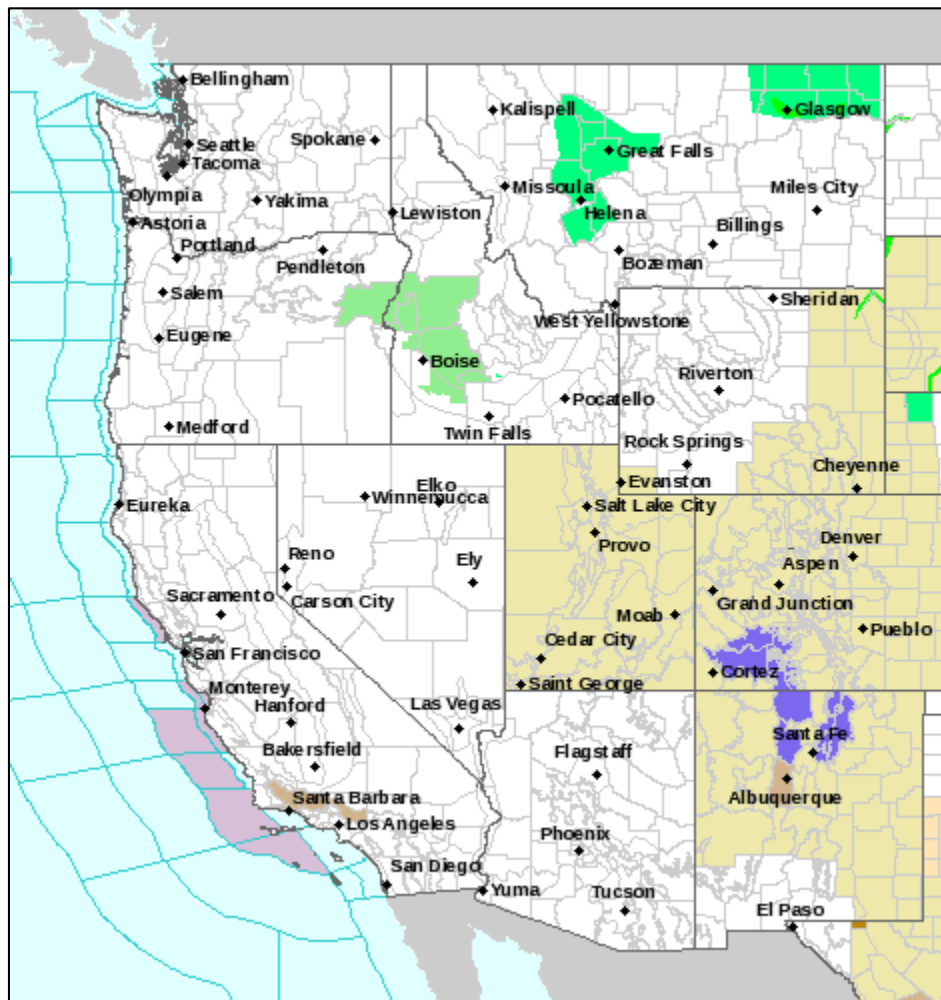 Bellingham
Kalispell
Glasgow
Seattle
Spokane
Great Falls
Tacoma
Olympia
Missoula
Miles City
Yakima
Lewiston
Helena
Astoria
Billings
Portland
Pendleton
Bozeman
Salem
Sheridan
West Yellowstone
Eugene
Boise
Riverton
Pocatello
Medford
Twin Falls
Rock Springs
Cheyenne
Elko
Evanston
Winnemucca
Eureka
Salt Lake City
Provo
Denver
Reno
Ely
Aspen
Sacramento
Carson City
Grand Junction
Moab
Pueblo
Cedar City
San Francisco
Cortez
Saint George
Monterey
Hanford
Las Vegas
Santa Fe
Bakersfield
Flagstaff
Santa Barbara
Albuquerque
Los Angeles
Phoenix
San Diego
Yuma
Tucson
El Paso